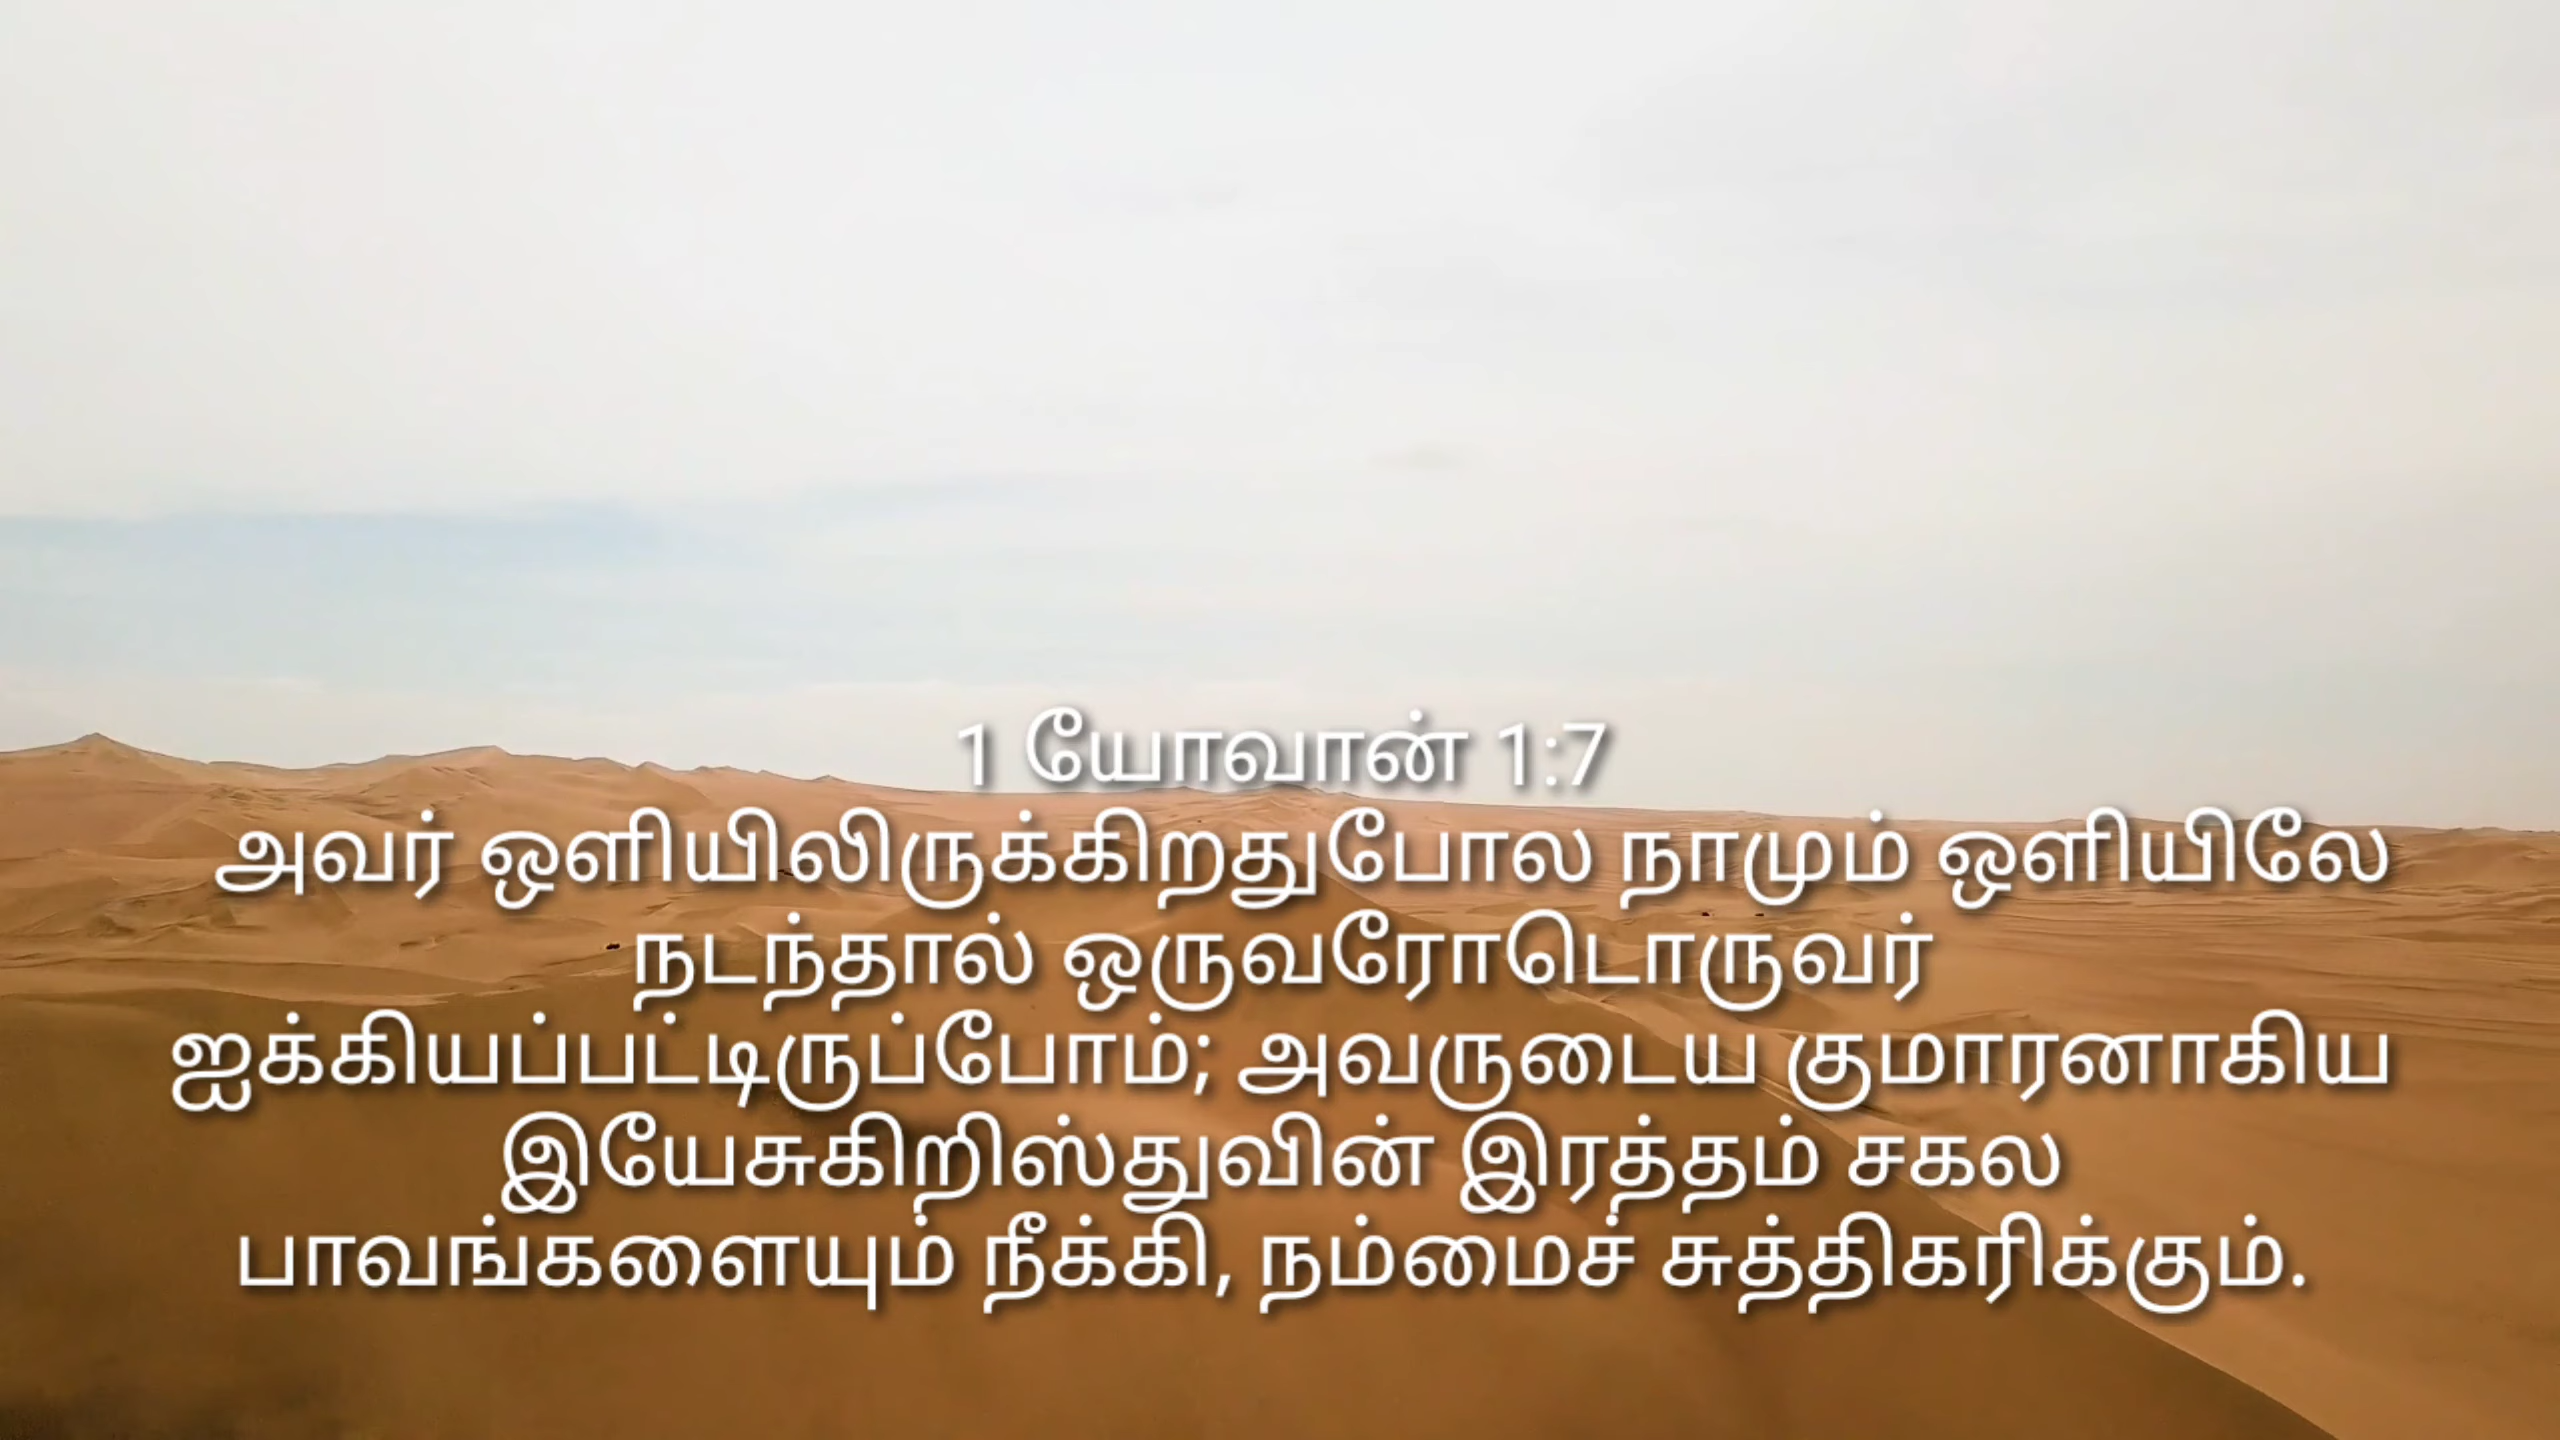 1 யோவான் 1:7
அவர் ஒளியிலிருக்கிறதுபோல நாமும் ஒளியிலே
நடந்தால் ஒருவரோடொருவர்
ஐக்கியப்பட்டிருப்போம்; அவருடைய குமாரனாகிய
இயேசுகிறிஸ்துவின் இரத்தம் சகல
பாவங்களையும் நீக்கி, நம்மைச் சுத்திகரிக்கும்.